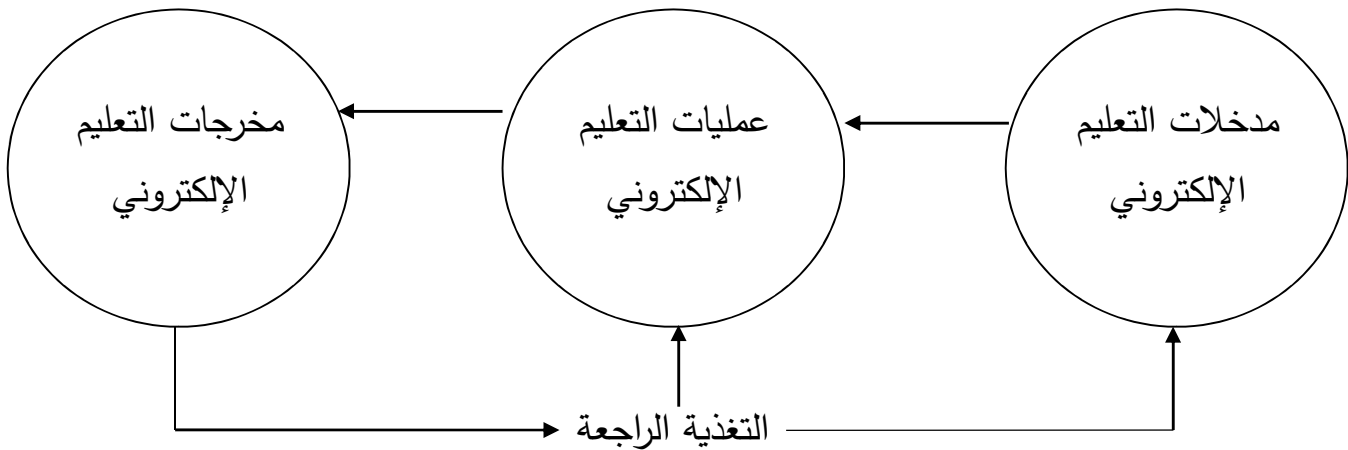 مدخلات التعليم
الإلكتروني
عمليات التعليم
الإلكتروني
مخرجات التعليم
الإلكتروني
التغذية الراجعة